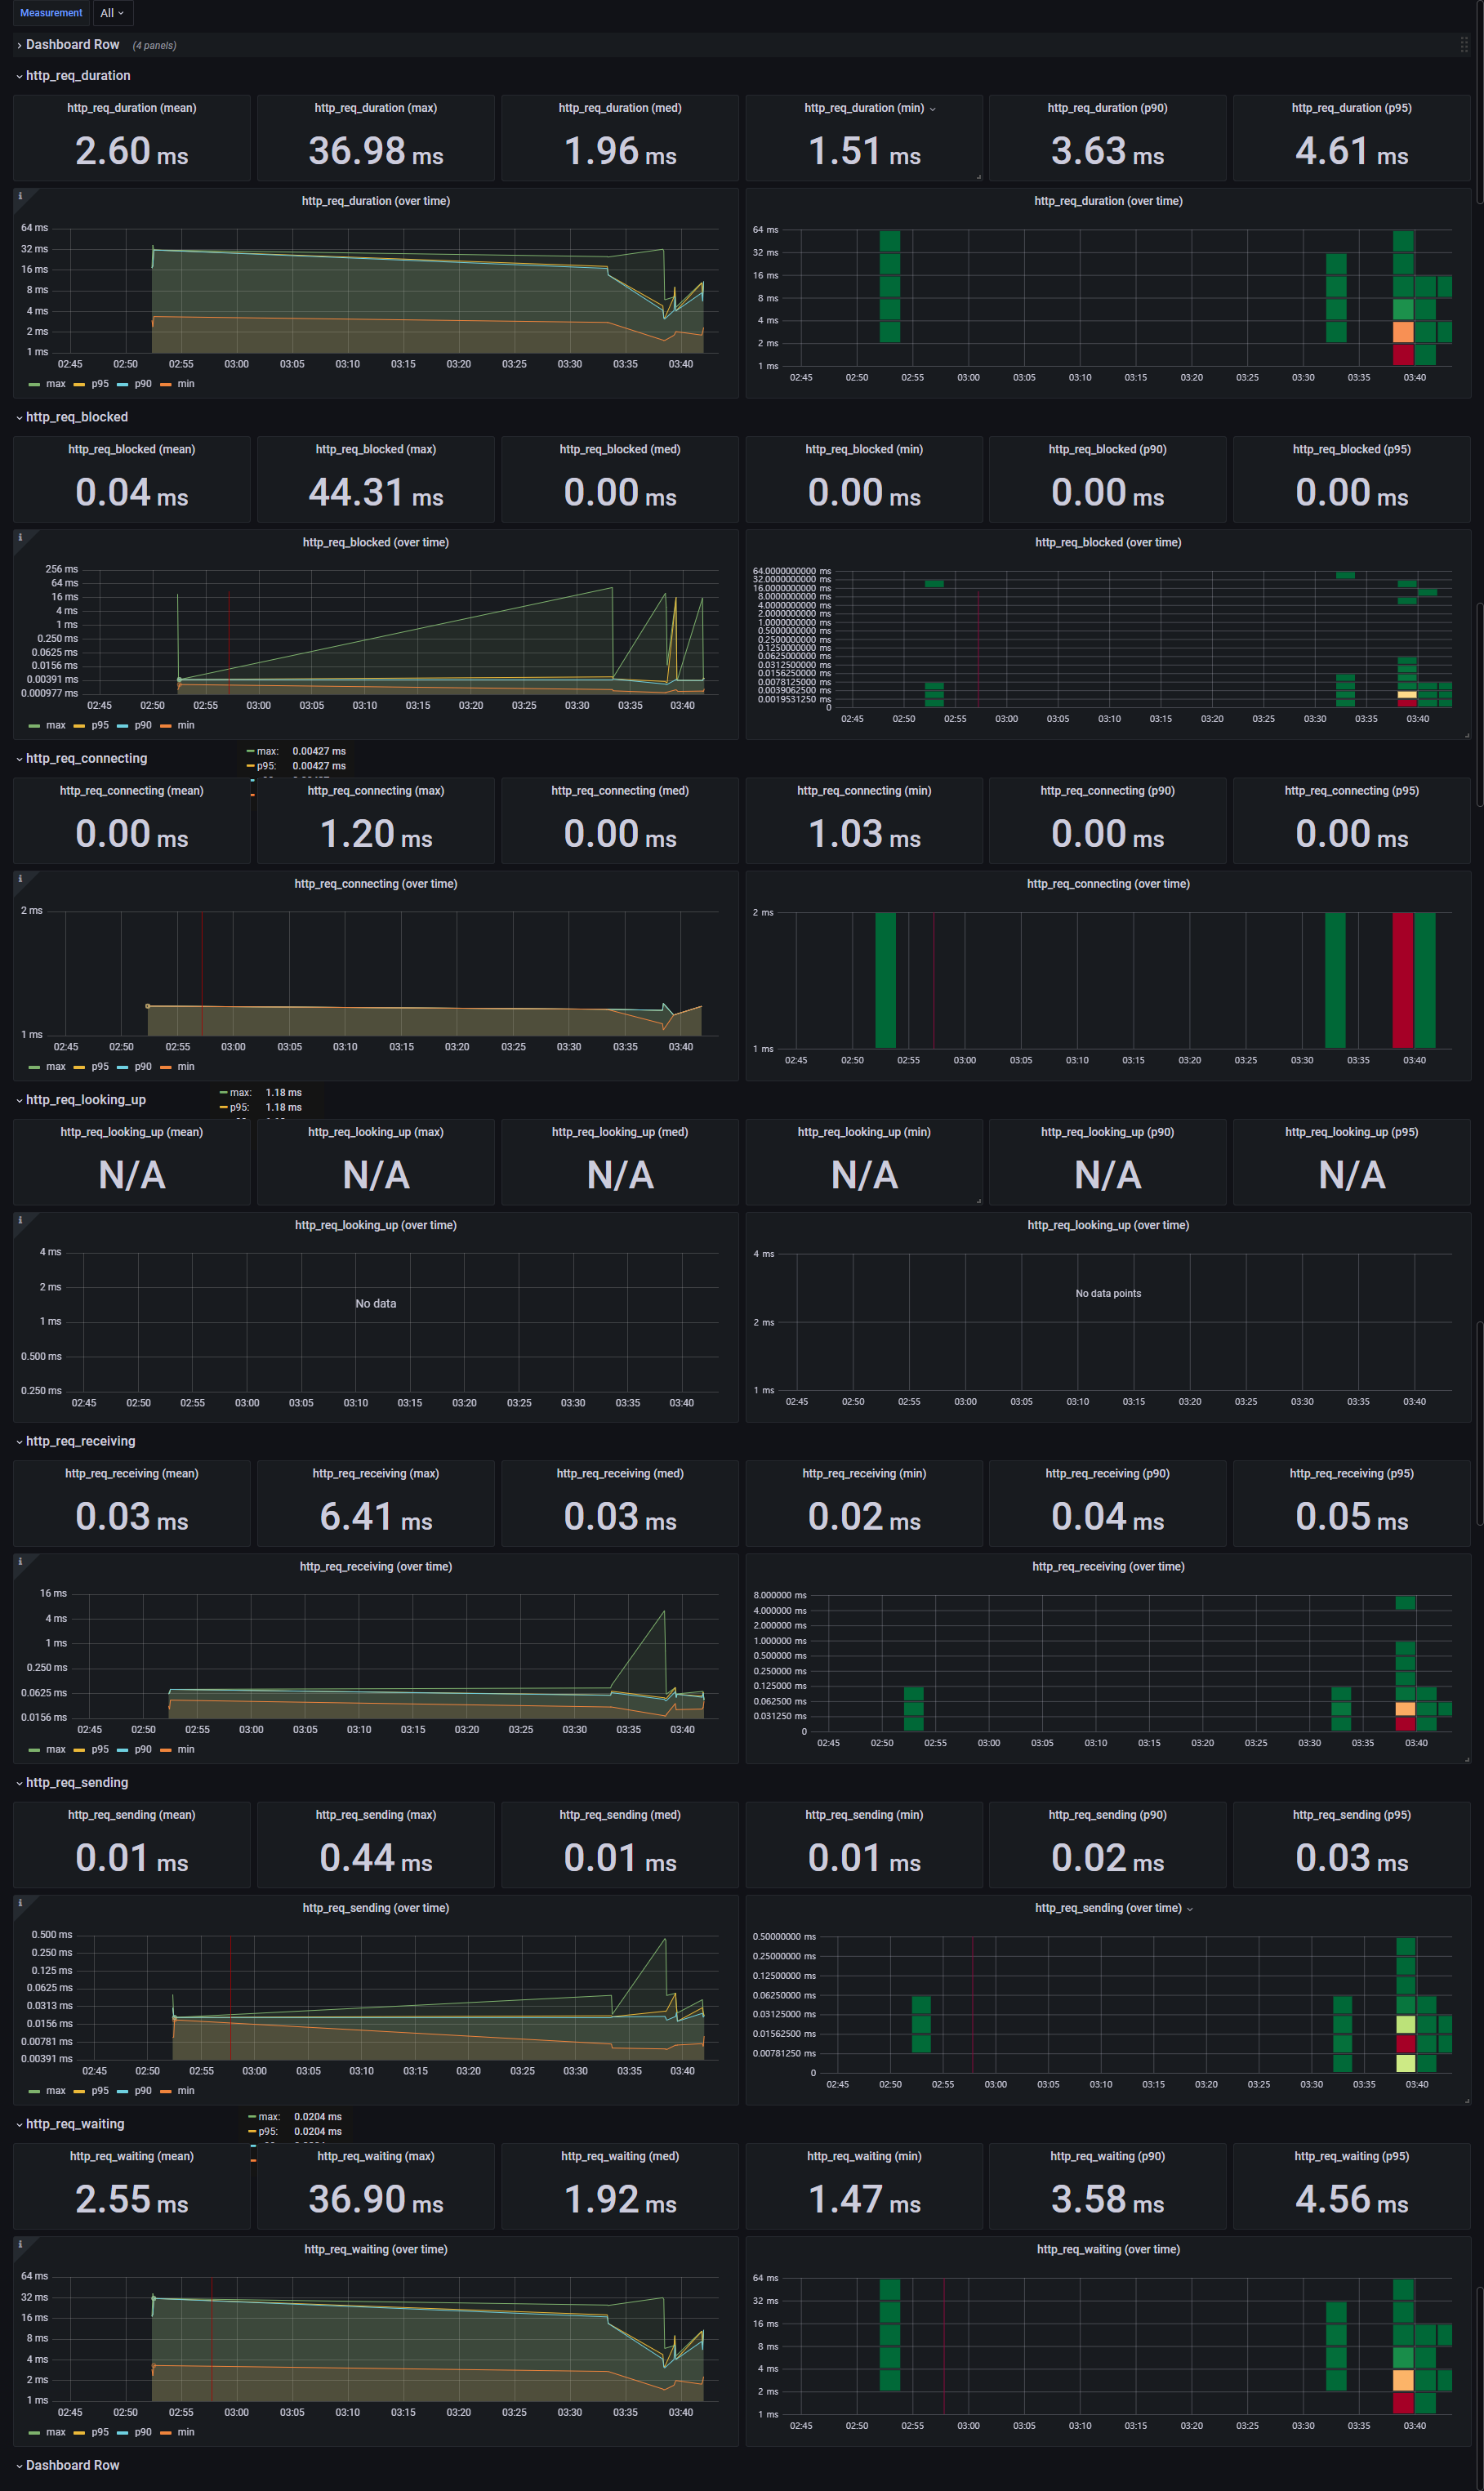 Measurement All
Dashboard Row (4 panels)
http_req_duration
http_req_duration (mean) http_req_duration (max) http_req_duration (med) http_req_duration (min) http_req_duration (p90) http_req_duration (p95)
2.60 ms 36.98 ms 1.96 ms 1.51 ms 3.63 ms 4.61 ms
http_req_duration (over time)
64 ms
32 ms
16 ms
8 ms
4 ms
2 ms
1 ms
02:45 02:50 02:55 03:00 03:05 03:10 03:15 03:20 03:25 03:30 03:35 03:40
max p95 p90 min
http_req_duration (over time)
64 ms
32 ms
16 ms
8 ms
4 ms
2 ms
1 ms
02:45 02:50 02:55 03:00 03:05 03:10 03:15 03:20 03:25 03:30 03:35 03:40
http_req_blocked
http_req_blocked (mean) http_req_blocked (max) http_req_blocked (med) http_req_blocked (min) http_req_blocked (p90) http_req_blocked (p95)
0.04 ms 44.31 ms 0.00 ms 0.00 ms 0.00 ms 0.00 ms
http_req_blocked (over time)
256 ms
64 ms
16 ms
4 ms
1 ms
0.250 ms
0.0625 ms
0.0156 ms
0.00391 ms
0.000977 ms
02:45 02:50 02:55 03:00 03:05 03:10 03:15 03:20 03:25 03:30 03:35 03:40
max p95 p90 min
http_req_blocked (over time)
64.0000000000 ms
32.0000000000 ms
16.0000000000 ms
8.0000000000 ms
4.0000000000 ms
2.0000000000 ms
1.0000000000 ms
0.5000000000 ms
0.2500000000 ms
0.1250000000 ms
0.0625000000 ms
0.0312500000 ms
0.0156250000 ms
0.0078125000 ms
0.0039062500 ms
0.0019531250 ms
0
02:45 02:50 02:55 03:00 03:05 03:10 03:15 03:20 03:25 03:30 03:35 03:40
http_req_connecting
max: 0.00427 ms
p95: 0.00427 ms
http_req_connecting (mean) http_req_connecting (max) http_req_connecting (med) http_req_connecting (min) http_req_connecting (p90) http_req_connecting (p95)
0.00 ms 1.20 ms 0.00 ms 1.03 ms 0.00 ms 0.00 ms
http_req_connecting (over time)
2 ms
1 ms
02:45 02:50 02:55 03:00 03:05 03:10 03:15 03:20 03:25 03:30 03:35 03:40
max p95 p90 min
http_req_connecting (over time)
2 ms
1 ms
02:45 02:50 02:55 03:00 03:05 03:10 03:15 03:20 03:25 03:30 03:35 03:40
http_req_looking_up
max: 1.18 ms
p95: 1.18 ms
http_req_looking_up (mean) http_req_looking_up (max) http_req_looking_up (med) http_req_looking_up (min) http_req_looking_up (p90) http_req_looking_up (p95)
N/A N/A N/A N/A N/A N/A
http_req_looking_up (over time)
4 ms
2 ms
No data
1 ms
0.500 ms
0.250 ms
02:45 02:50 02:55 03:00 03:05 03:10 03:15 03:20 03:25 03:30 03:35 03:40
http_req_looking_up (over time)
4 ms
No data points
2 ms
1 ms
02:45 02:50 02:55 03:00 03:05 03:10 03:15 03:20 03:25 03:30 03:35 03:40
http_req_receiving
http_req_receiving (mean) http_req_receiving (max) http_req_receiving (med) http_req_receiving (min) http_req_receiving (p90) http_req_receiving (p95)
0.03 ms 6.41 ms 0.03 ms 0.02 ms 0.04 ms 0.05 ms
http_req_receiving (over time)
16 ms
4 ms
1 ms
0.250 ms
0.0625 ms
0.0156 ms
02:45 02:50 02:55 03:00 03:05 03:10 03:15 03:20 03:25 03:30 03:35 03:40
max p95 p90 min
http_req_receiving (over time)
8.000000 ms
4.000000 ms
2.000000 ms
1.000000 ms
0.500000 ms
0.250000 ms
0.125000 ms
0.062500 ms
0.031250 ms
0
02:45 02:50 02:55 03:00 03:05 03:10 03:15 03:20 03:25 03:30 03:35 03:40
http_req_sending
http_req_sending (mean) http_req_sending (max) http_req_sending (med) http_req_sending (min) http_req_sending (p90) http_req_sending (p95)
0.01 ms 0.44 ms 0.01 ms 0.01 ms 0.02 ms 0.03 ms
http_req_sending (over time)
0.500 ms
0.250 ms
0.125 ms
0.0625 ms
0.0313 ms
0.0156 ms
0.00781 ms
0.00391 ms
02:45 02:50 02:55 03:00 03:05 03:10 03:15 03:20 03:25 03:30 03:35 03:40
max p95 p90 min
http_req_sending (over time)
0.50000000 ms
0.25000000 ms
0.12500000 ms
0.06250000 ms
0.03125000 ms
0.01562500 ms
0.00781250 ms
0
02:45 02:50 02:55 03:00 03:05 03:10 03:15 03:20 03:25 03:30 03:35 03:40
http_req_waiting
max: 0.0204 ms
p95: 0.0204 ms
http_req_waiting (mean) http_req_waiting (max) http_req_waiting (med) http_req_waiting (min) http_req_waiting (p90) http_req_waiting (p95)
2.55 ms 36.90 ms 1.92 ms 1.47 ms 3.58 ms 4.56 ms
http_req_waiting (over time)
64 ms
32 ms
16 ms
8 ms
4 ms
2 ms
1 ms
02:45 02:50 02:55 03:00 03:05 03:10 03:15 03:20 03:25 03:30 03:35 03:40
max p95 p90 min
http_req_waiting (over time)
64 ms
32 ms
16 ms
8 ms
4 ms
2 ms
1 ms
02:45 02:50 02:55 03:00 03:05 03:10 03:15 03:20 03:25 03:30 03:35 03:40
Dashboard Row